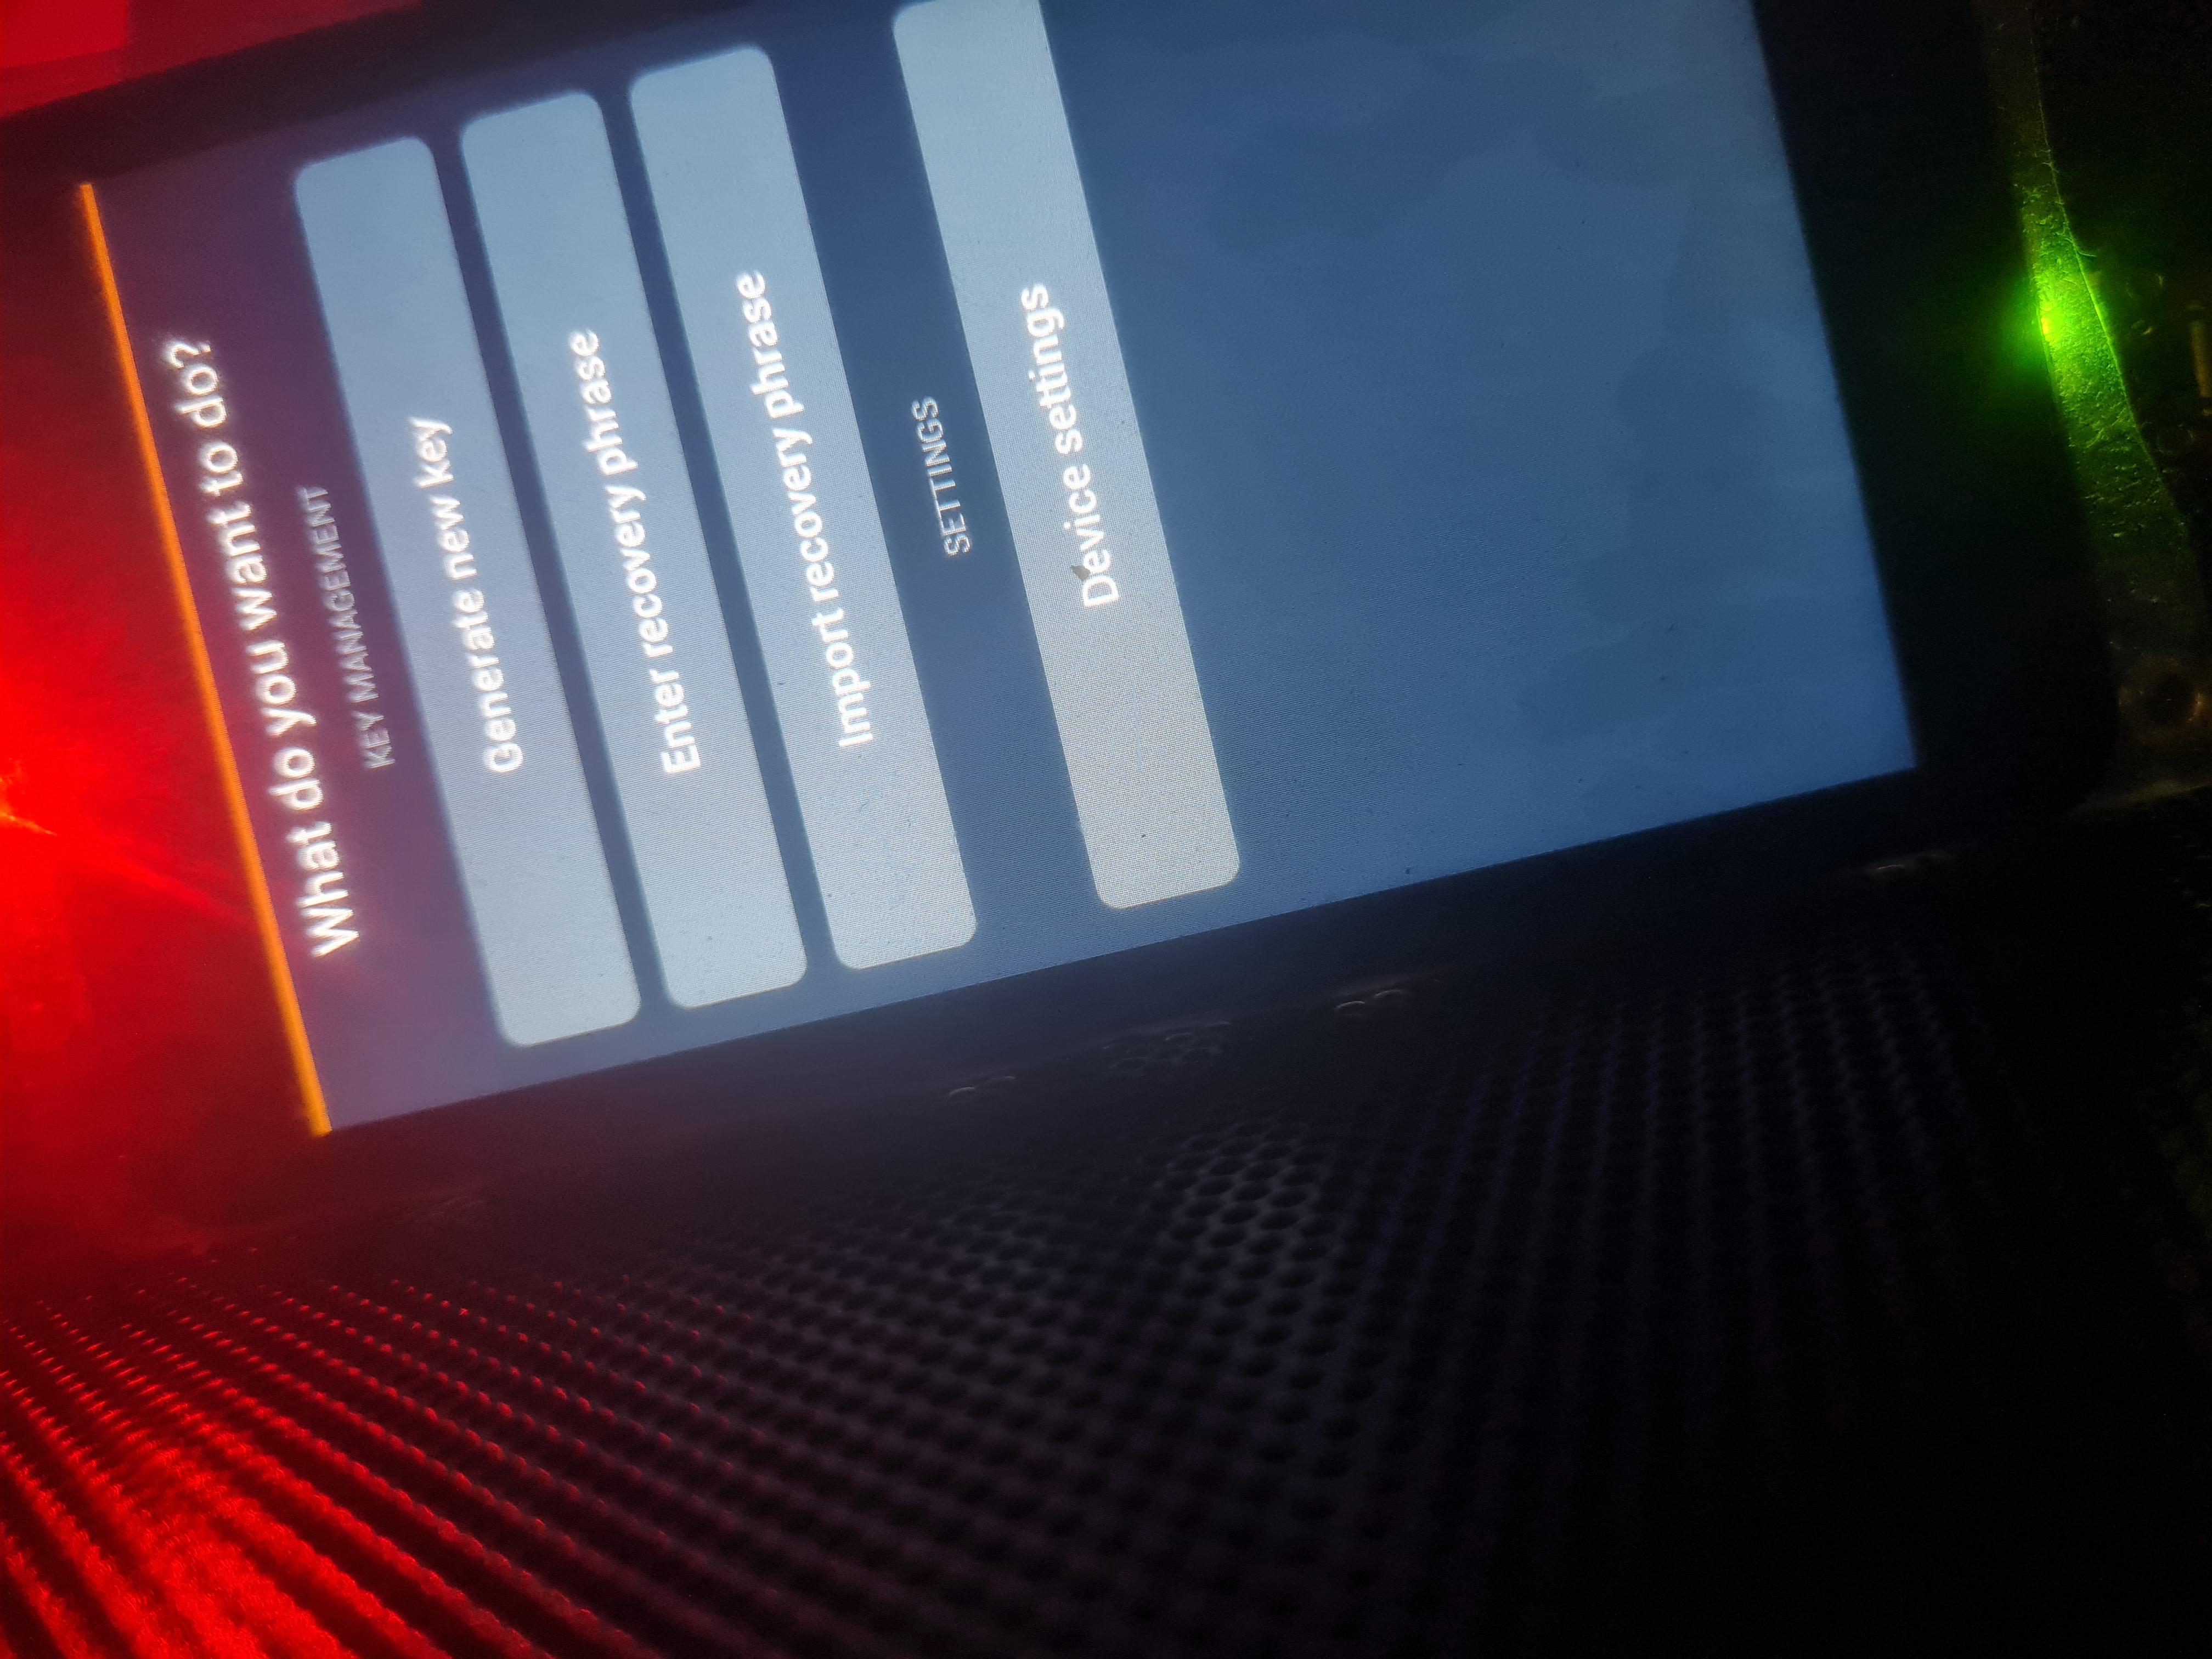 What do you want to do?
KEY MANAGEMENT
Generate new key
Enter recovery phrase
Import recovery phrase
SETTINGS
Device settings